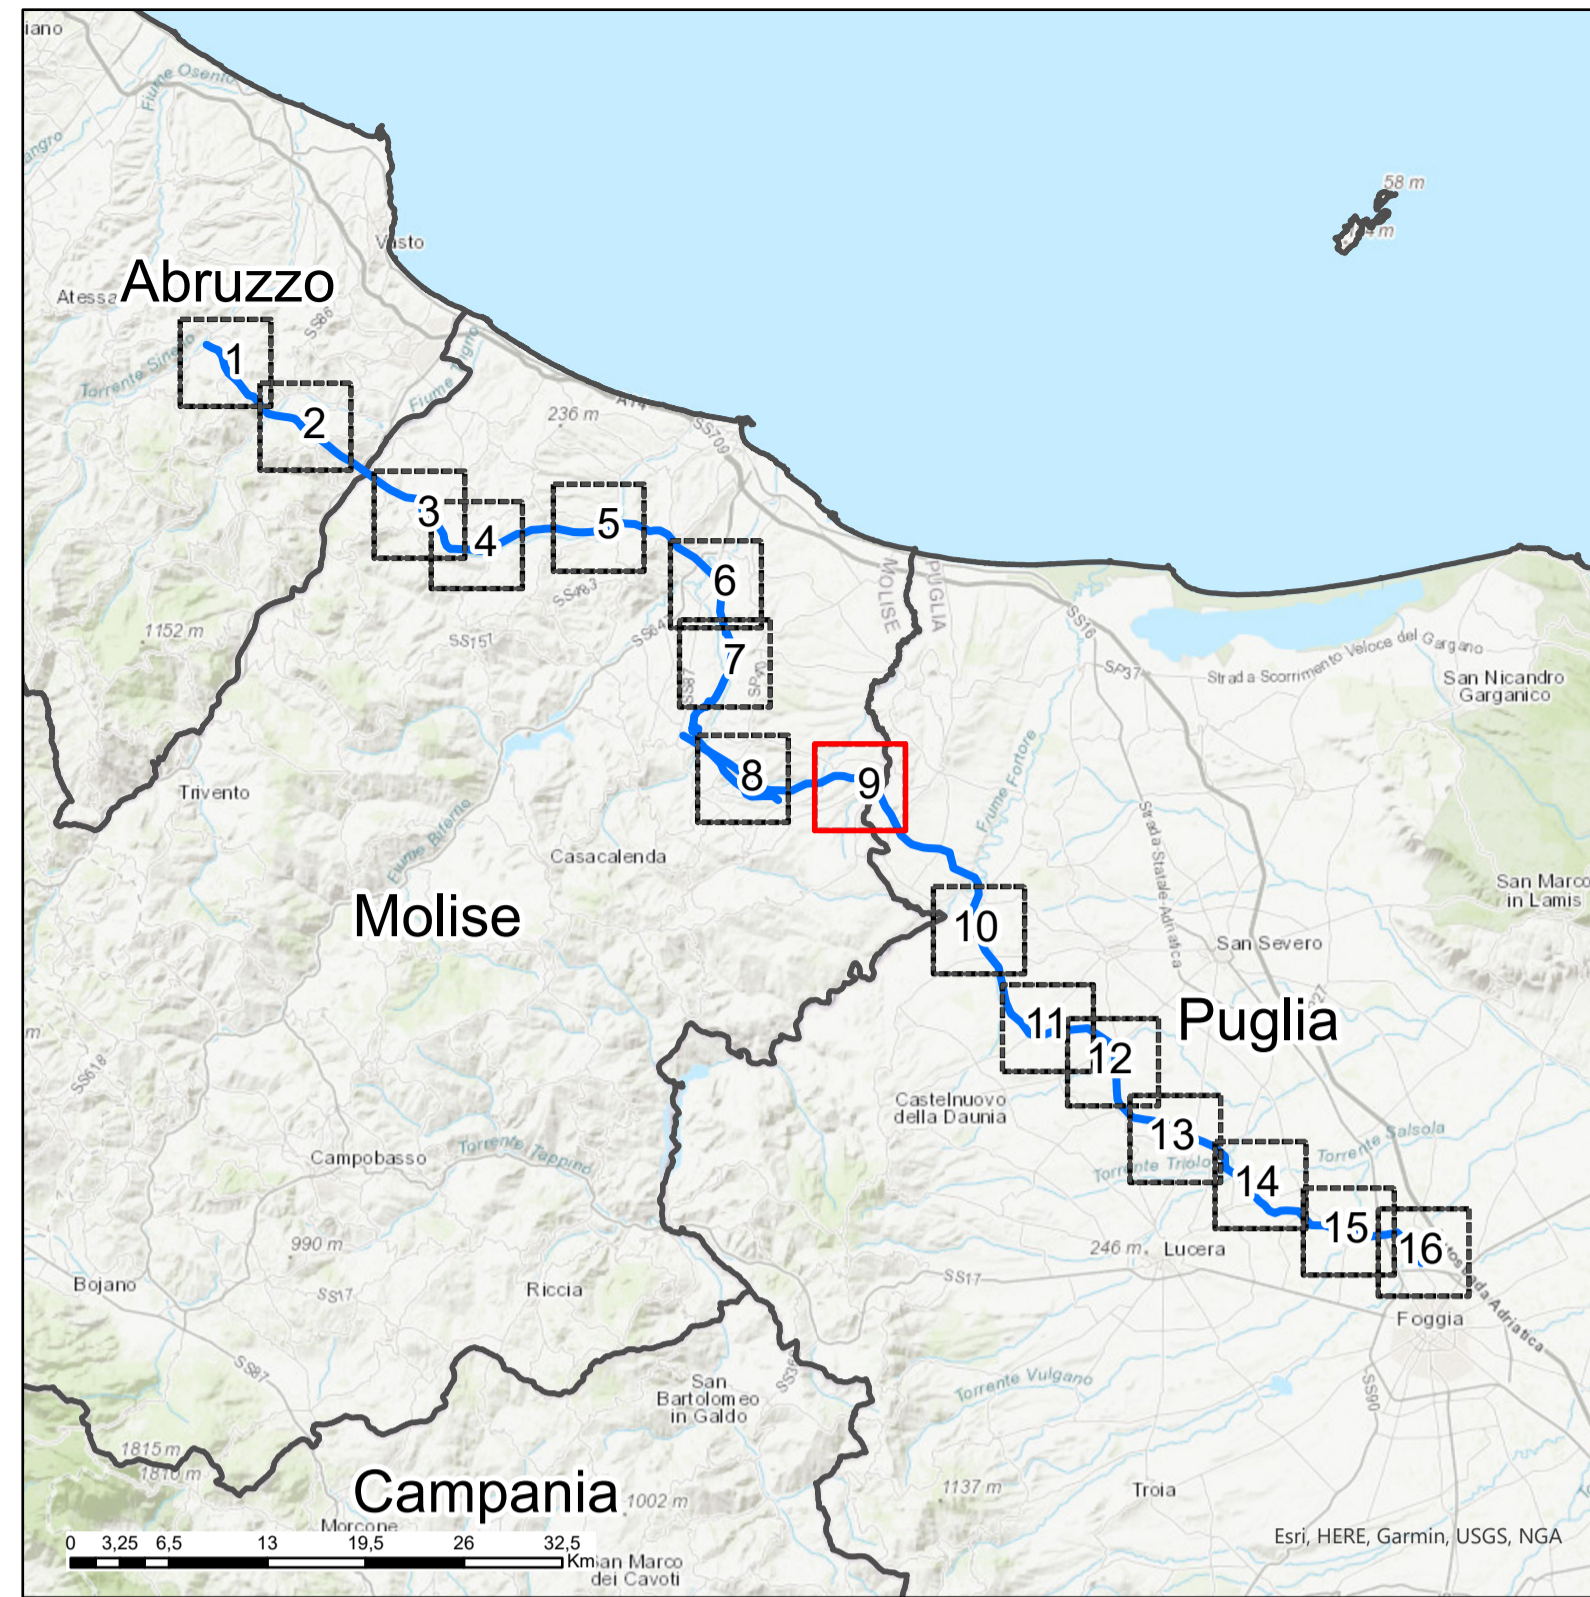 iano
Fiume Osento
angro
58 m
Vasto
Atessa
Abruzzo
SS86
Torrente Sinello
1
2
Fiume Trigno
236 m
A14
SS709
3
4
5
SS483
6
MOLISE
PUGLIA
1152 m
SS157
SS647
SS16
SP37
Strada Scorrimento Veloce del Gargano
San Nicandro
Garganico
7
SS87
SP40
8
9
Fiume Fortore
Trivento
Fiume Biferno
Casacalenda
Strada Statale Adriatica
San Marco
in Lamis
Molise
10
San Severo
11
Puglia
12
m
SS618
Castelnuovo
della Daunia
13
Torrente Salsola
Torrente Triolo
Campobasso
Torrente Tappino
14
15
16
990 m
246 m
Lucera
Bojano
SS17
Riccia
SS17
Foggia
SS87
San
Bartolomeo
in Galdo
Torrente Vulgano
SS90
1815 m
1137 m
Troia
Campania
1002 m
Morcone
Esri, HERE, Garmin, USGS, NGA
0 3,25 6,5 13 19,5 26 32,5
Km
an Marco
dei Cavoti